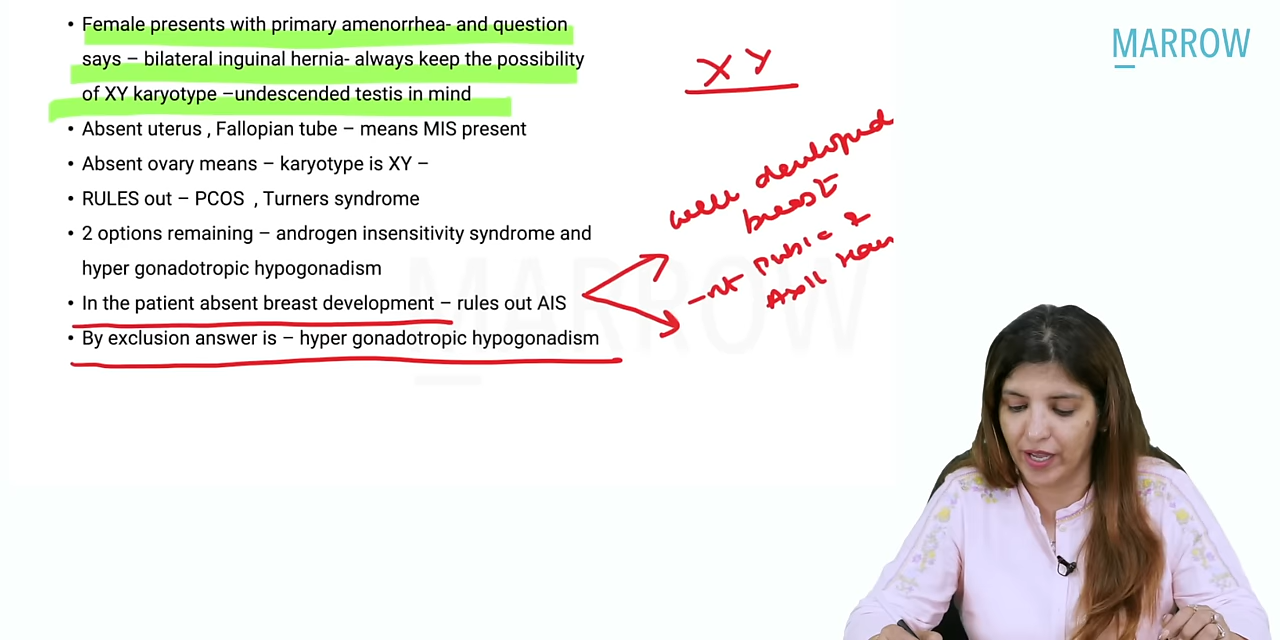 • Female presents with primary amenorrhea- and question
says – bilateral inguinal hernia- always keep the possibility
of XY karyotype –undescended testis in mind
• Absent uterus , Fallopian tube – means MIS present
• Absent ovary means – karyotype is XY –
• RULES out – PCOS , Turners syndrome
• 2 options remaining – androgen insensitivity syndrome and
hyper gonadotropic hypogonadism
• In the patient absent breast development – rules out AIS
• By exclusion answer is – hyper gonadotropic hypogonadism
XY
well developed
breast
pubic &
MARROW
MARROW